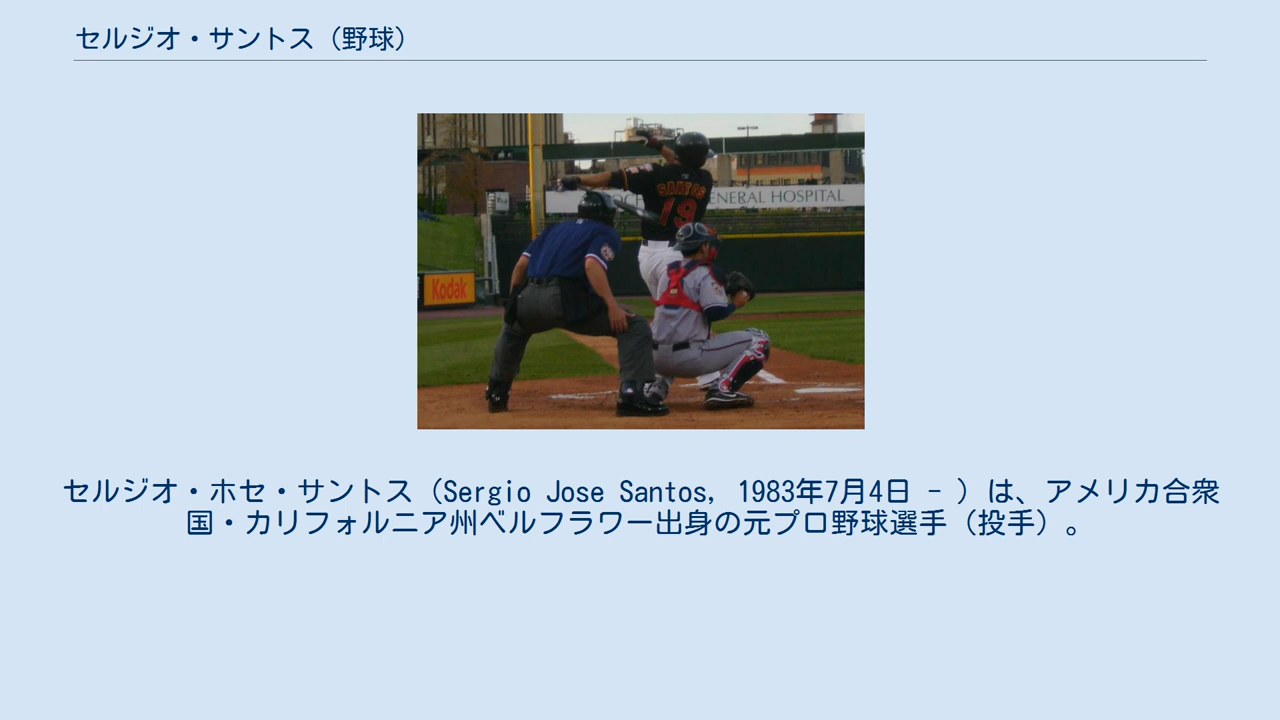 セルジオ・サントス（野球）
SANTOS
19
GENERAL HOSPITAL
Kodak
セルジオ・ホセ・サントス（Sergio Jose Santos, 1983年7月4日 - ）は、アメリカ合衆
国・カリフォルニア州ベルフラワー出身の元プロ野球選手（投手）。